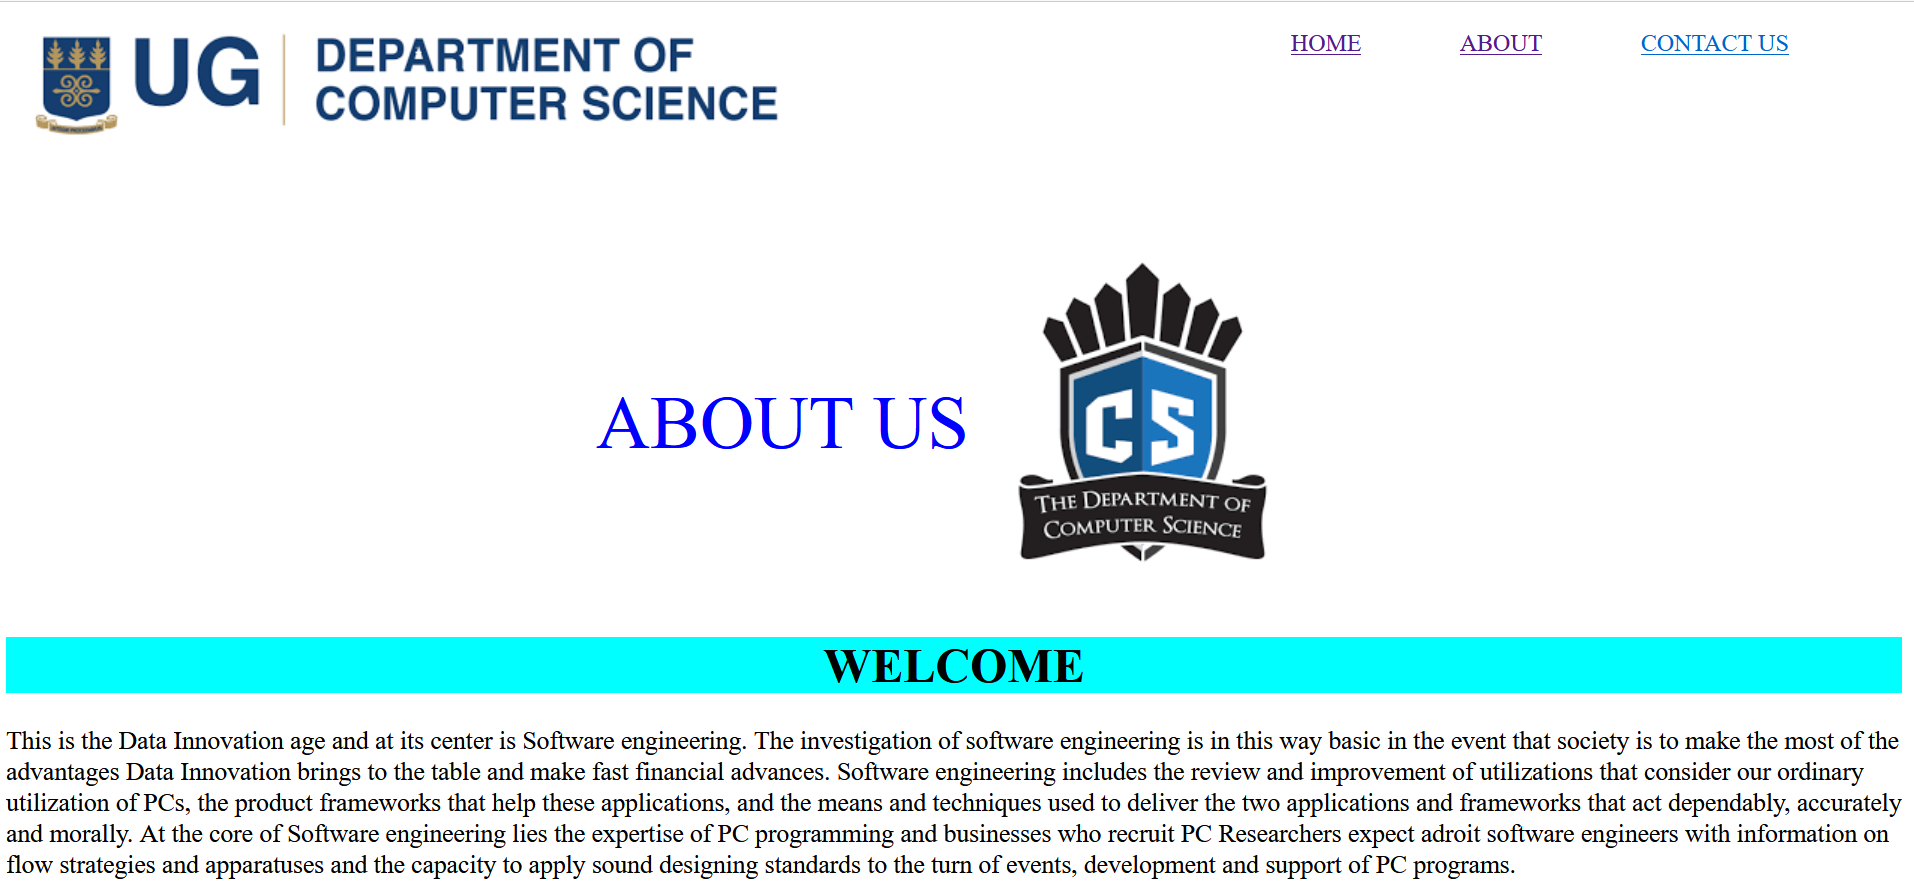 UG
DEPARTMENT OF
COMPUTER SCIENCE
HOME
ABOUT
CONTACT US
ABOUT US
CS
THE DEPARTMENT OF
COMPUTER SCIENCE
WELCOME
This is the Data Innovation age and at its center is Software engineering. The investigation of software engineering is in this way basic in the event that society is to make the most of the
advantages Data Innovation brings to the table and make fast financial advances. Software engineering includes the review and improvement of utilizations that consider our ordinary
utilization of PCs, the product frameworks that help these applications, and the means and techniques used to deliver the two applications and frameworks that act dependably, accurately
and morally. At the core of Software engineering lies the expertise of PC programming and businesses who recruit PC Researchers expect adroit software engineers with information on
flow strategies and apparatuses and the capacity to apply sound designing standards to the turn of events, development and support of PC programs.